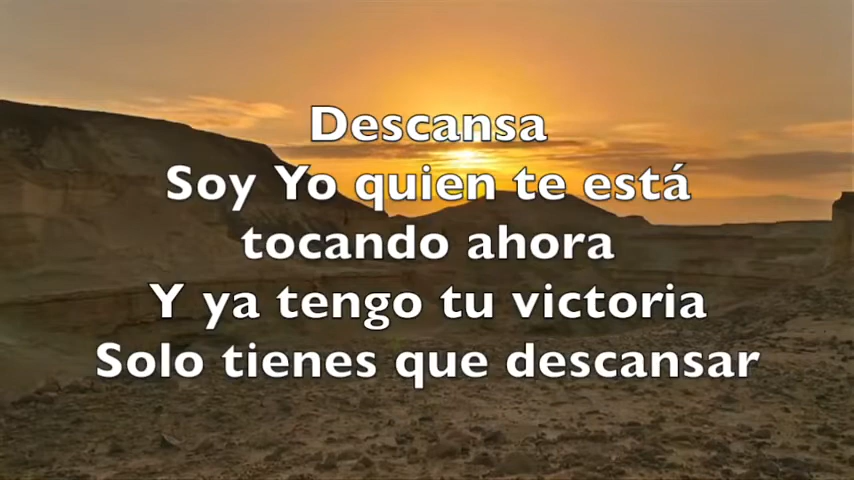 Descansa
Soy Yo quien te está
tocando ahora
Y ya tengo tu victoria
Solo tienes que descansar